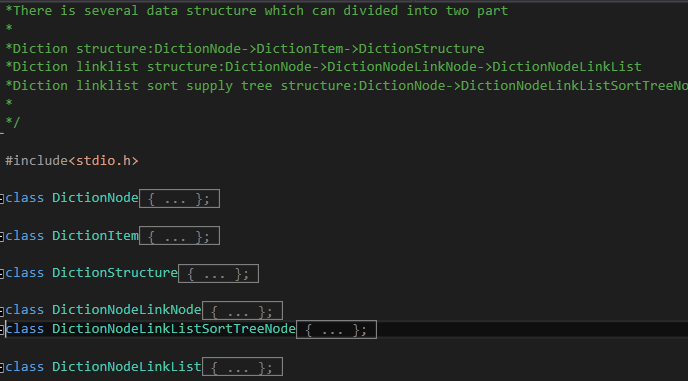 *There is several data structure which can divided into two part
*
*Diction structure:DictionNode->DictionItem->DictionStructure
*Diction linklist structure:DictionNode->DictionNodeLinkNode->DictionNodeLinkList
*Diction linklist sort supply tree structure:DictionNode->DictionNodeLinkListSortTreeNo
*
*/
#include<stdio.h>
class DictionNode{ ... };
class DictionItem{ ... };
class DictionStructure{ ... };
class DictionNodeLinkNode{ ... };
class DictionNodeLinkListSortTreeNode{ ... };
class DictionNodeLinkList{ ... };